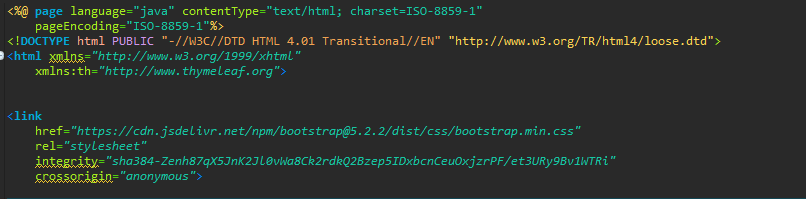 <%@ page language="java" contentType="text/html; charset=ISO-8859-1"
pageEncoding="ISO-8859-1"%>
<!DOCTYPE html PUBLIC "-//W3C//DTD HTML 4.01 Transitional//EN" "http://www.w3.org/TR/html4/loose.dtd">
<html xmlns="http://www.w3.org/1999/xhtml"
xmlns:th="http://www.thymeleaf.org">
<link
href="https://cdn.jsdelivr.net/npm/bootstrap@5.2.2/dist/css/bootstrap.min.css"
rel="stylesheet"
integrity="sha384-Zenh87qX5JnK2Jl0vWa8Ck2rdkQ2Bzep5IDxbcnCeuOxjzrPF/et3URy9Bv1WTRi"
crossorigin="anonymous">